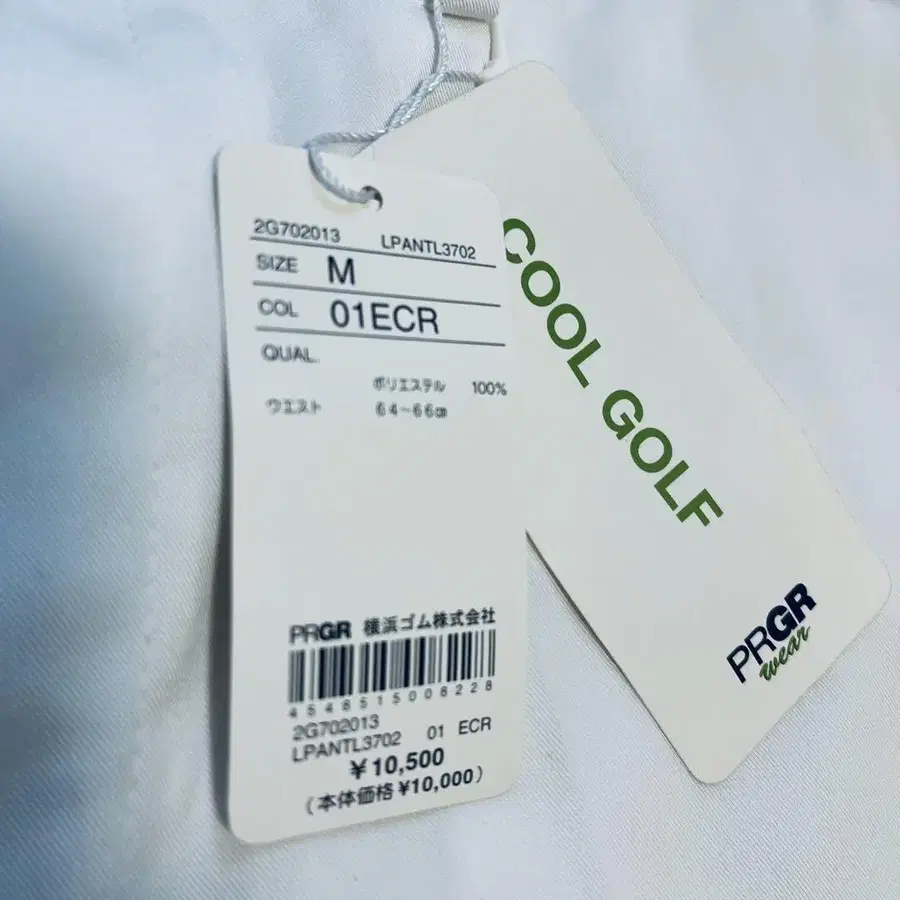 2G702013 LPANTL3702
SIZE M
COL 01ECR
QUAL.
ポリエステル 100%
ウエスト 64~66㎝
PRGR 横浜ゴム株式会社
4548515008228
2G702013
LPANTL3702 01 ECR
¥10,500
(本体価格¥10,000)
COOL GOLF
PRGR
wear